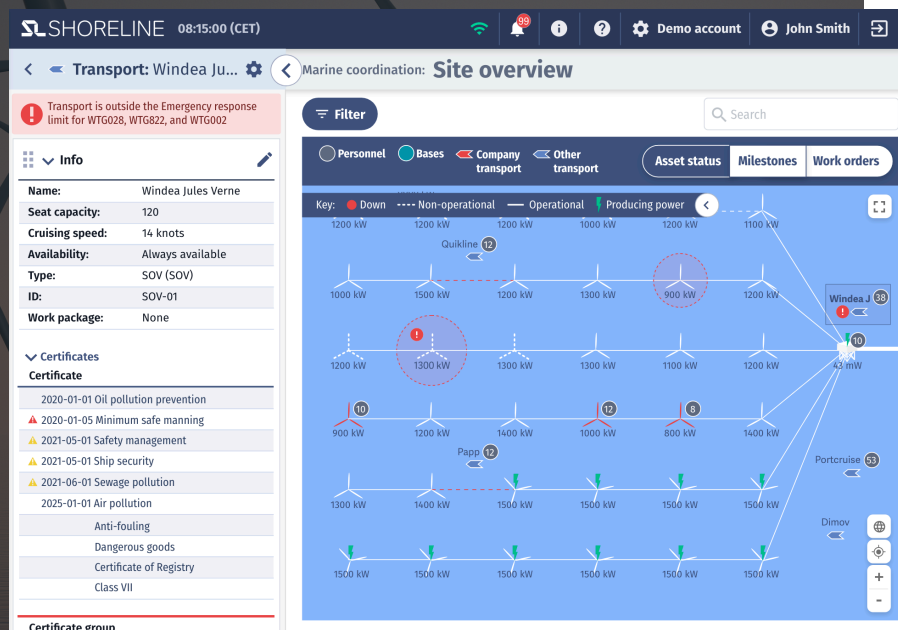 SL SHORELINE 08:15:00 (CET) 99 Demo account John Smith
Transport: Windea Ju...
Marine coordination: Site overview
Transport is outside the Emergency response
limit for WTG028, WTG822, and WTG002
Filter
Search
Info
Name: Windea Jules Verne
Seat capacity: 120
Cruising speed: 14 knots
Availability: Always available
Type: SOV (SOV)
ID: SOV-01
Work package: None
Certificates
Certificate
2020-01-01 Oil pollution prevention
2020-01-05 Minimum safe manning
2021-05-01 Safety management
2021-05-01 Ship security
2021-06-01 Sewage pollution
2025-01-01 Air pollution
Anti-fouling
Dangerous goods
Certificate of Registry
Class VII
Certificate group
Personnel Bases Company transport Other transport
Asset status Milestones Work orders
Key: Down Non-operational Operational Producing power
1200 kW 1200 kW 1200 kW 1000 kW 1200 kW 1100 kW
Quikline 12
1000 kW 1500 kW 1200 kW 1300 kW 900 kW 1200 kW
Windea J 38
10
1200 kW 1300 kW 1300 kW 1200 kW 1100 kW 1200 kW 43 mW
10 12 8
900 kW 1200 kW 1400 kW 1000 kW 800 kW 1400 kW
Papp 12
Portcruise 53
1300 kW 1400 kW 1500 kW 1500 kW 1500 kW 1500 kW
Dimov
1500 kW 1500 kW 1500 kW 1500 kW 1500 kW 1500 kW